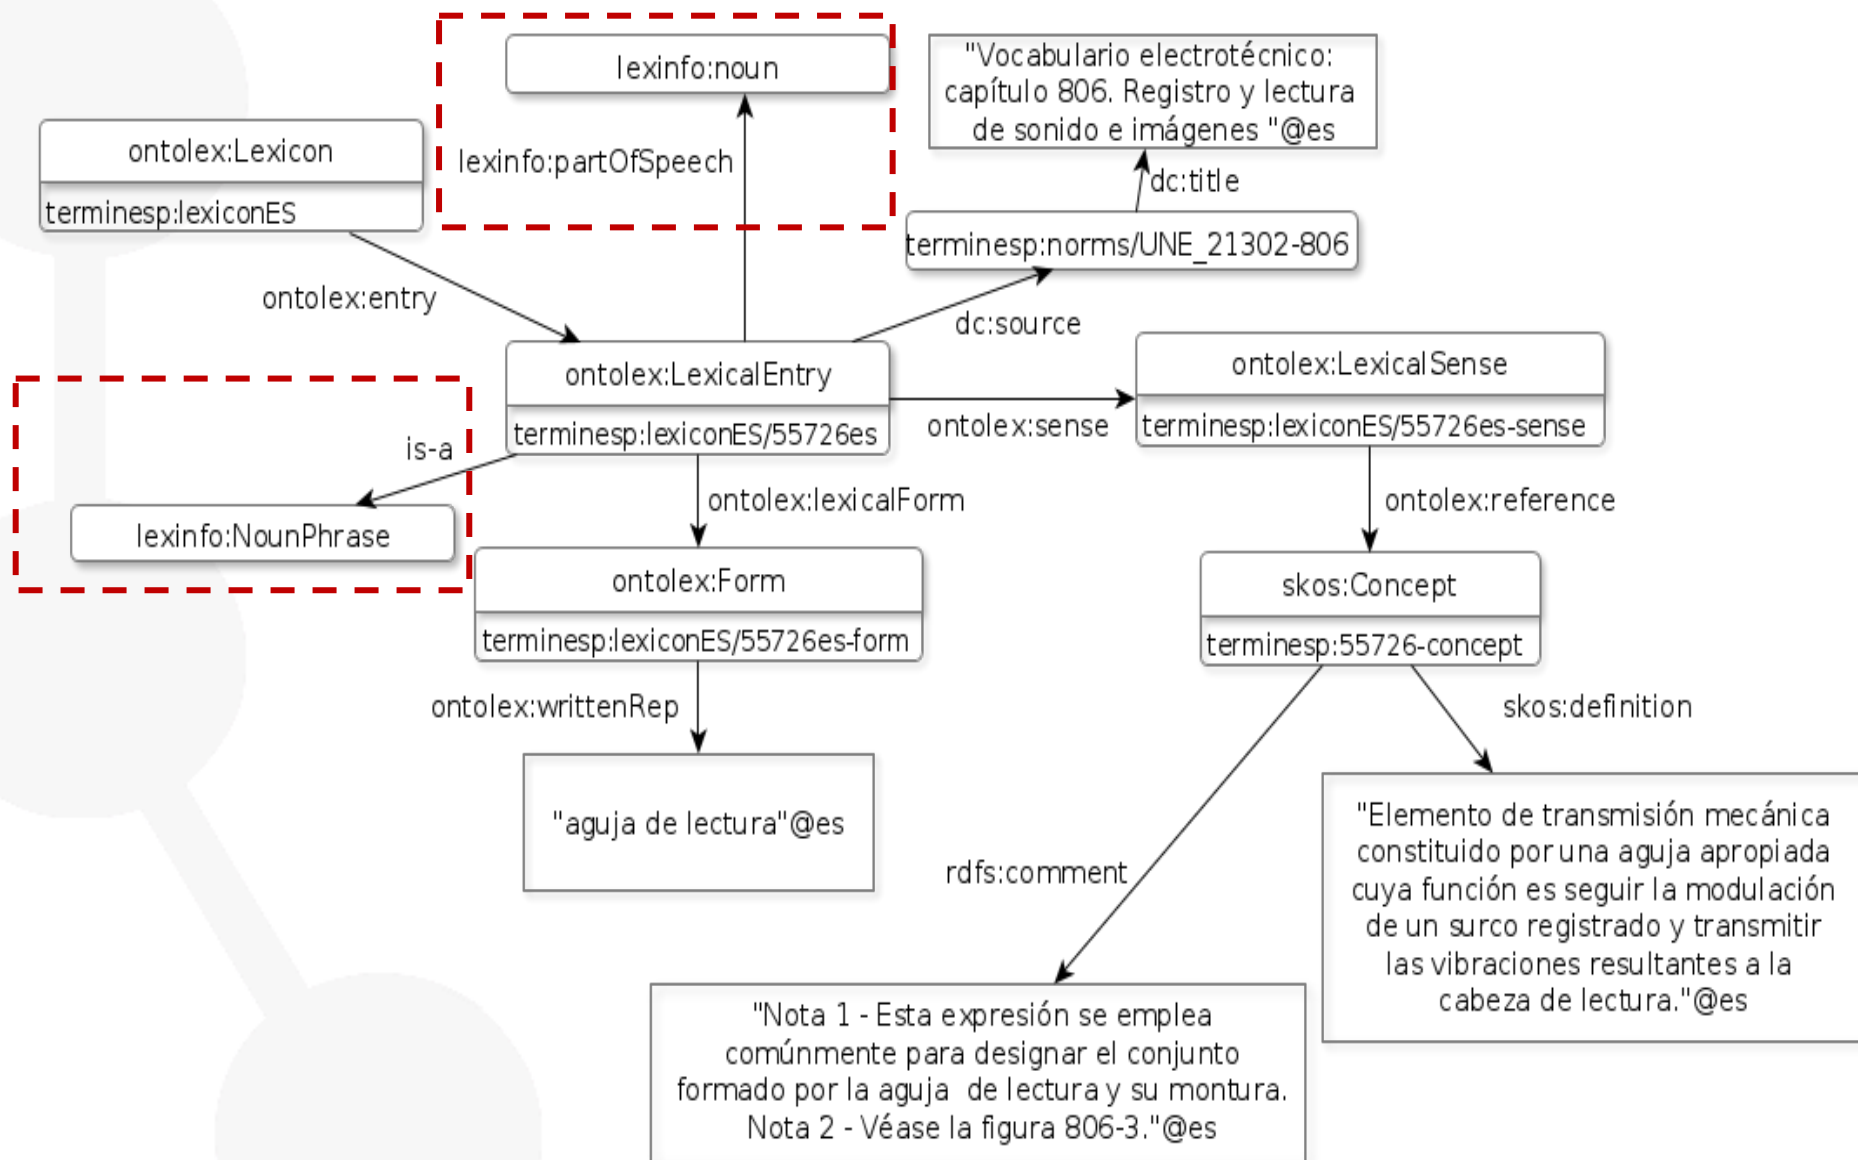 lexinfo:noun
"Vocabulario electrotécnico:
capítulo 806. Registro y lectura
de sonido e imágenes "@es
ontolex:Lexicon
terminesp:lexiconES
lexinfo:partOfSpeech
dc:title
terminesp:norms/UNE_21302-806
ontolex:entry
dc:source
ontolex:LexicalEntry
terminesp:lexiconES/55726es
ontolex:sense
ontolex:LexicalSense
terminesp:lexiconES/55726es-sense
is-a
lexinfo:NounPhrase
ontolex:lexicalForm
ontolex:reference
ontolex:Form
terminesp:lexiconES/55726es-form
skos:Concept
terminesp:55726-concept
ontolex:writtenRep
skos:definition
"aguja de lectura"@es
rdfs:comment
"Elemento de transmisión mecánica
constituido por una aguja apropiada
cuya función es seguir la modulación
de un surco registrado y transmitir
las vibraciones resultantes a la
cabeza de lectura."@es
"Nota 1 - Esta expresión se emplea
comúnmente para designar el conjunto
formado por la aguja  de lectura y su montura.
Nota 2 - Véase la figura 806-3."@es